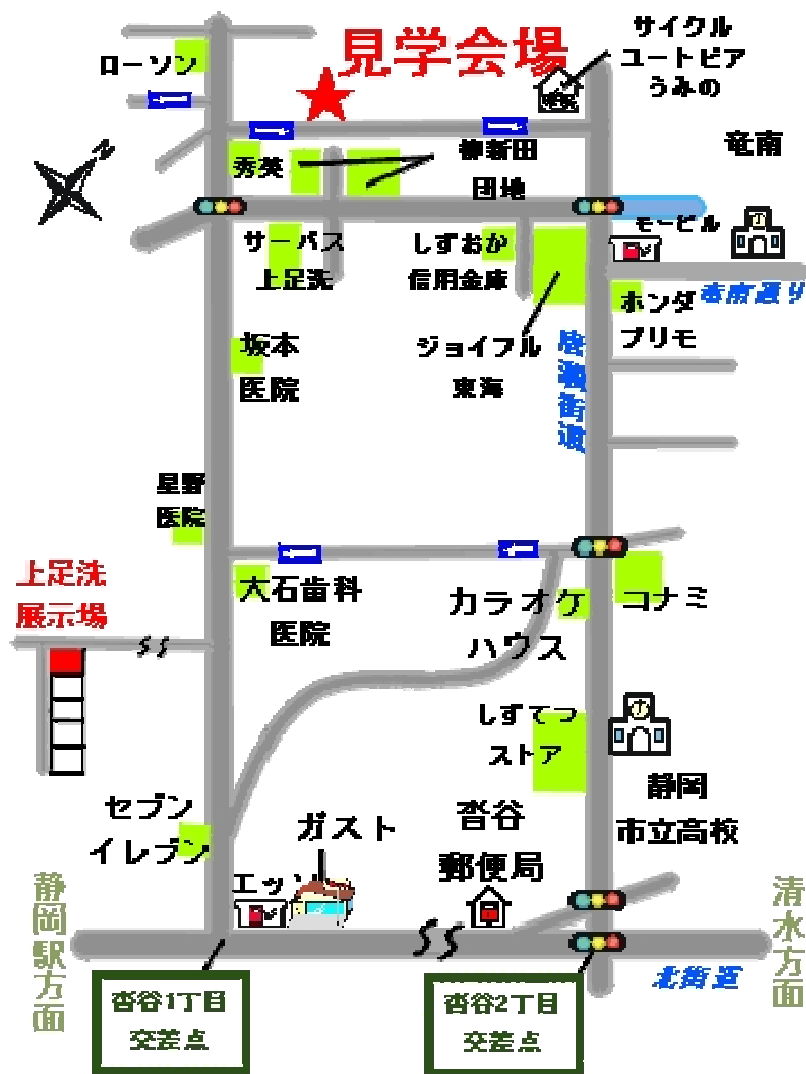 サイクル
ユートピア
うみの
見学会場
ローソン
N
竜南
秀英
柳新田
団地
モービル
サーパス
上足洗
しずおか
信用金庫
竜南通り
ホンダ
プリモ
坂本
医院
ジョイフル
東海
星野
医院
上足洗
展示場
大石歯科
医院
カラオケ
ハウス
コナミ
しずてつ
ストア
静岡
市立高校
セブン
イレブン
ガスト
沓谷
郵便局
エッソ
静岡駅方面
清水方面
北街道
沓谷1丁目
交差点
沓谷2丁目
交差点